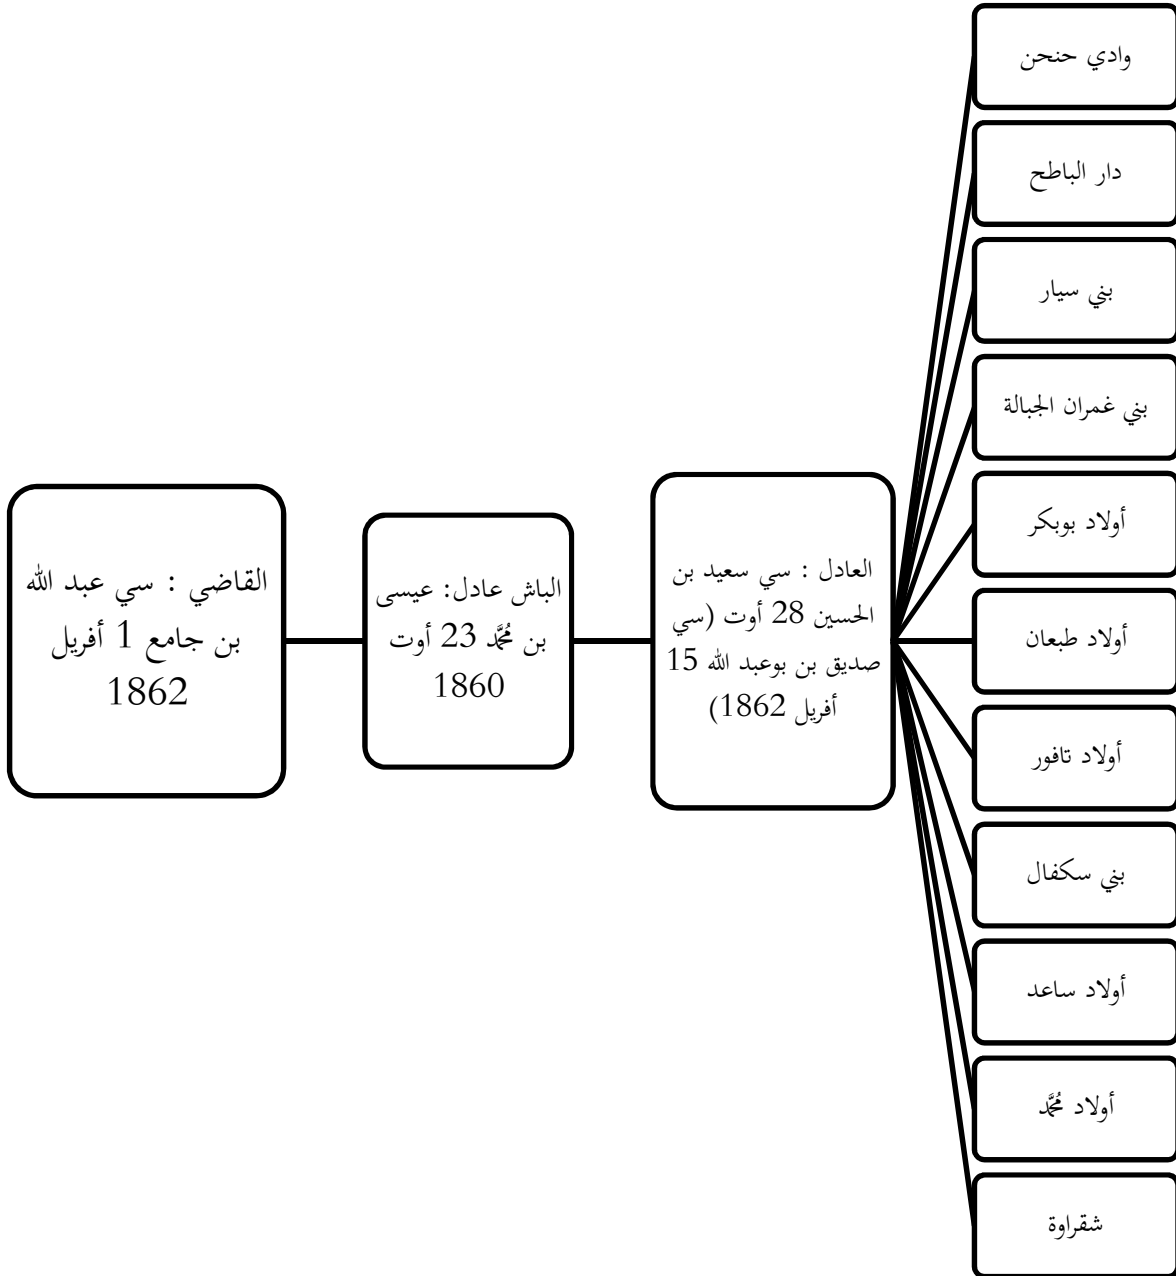 القاضي : سي عبد الله
بن جامع 1 أفريل
1862
الباش عادل: عيسى
بن مُحَّد 23 أوت
1860
العادل : سي سعيد بن
الحسين 28 أوت (سي
صديق بن بوعبد الله 15
أفريل 1862)
وادي حنحن
دار الباطح
بني سيار
بني غمران الجبالة
أولاد بوبكر
أولاد طبعان
أولاد تافور
بني سكفال
أولاد ساعد
أولاد مُحَّد
شقراوة